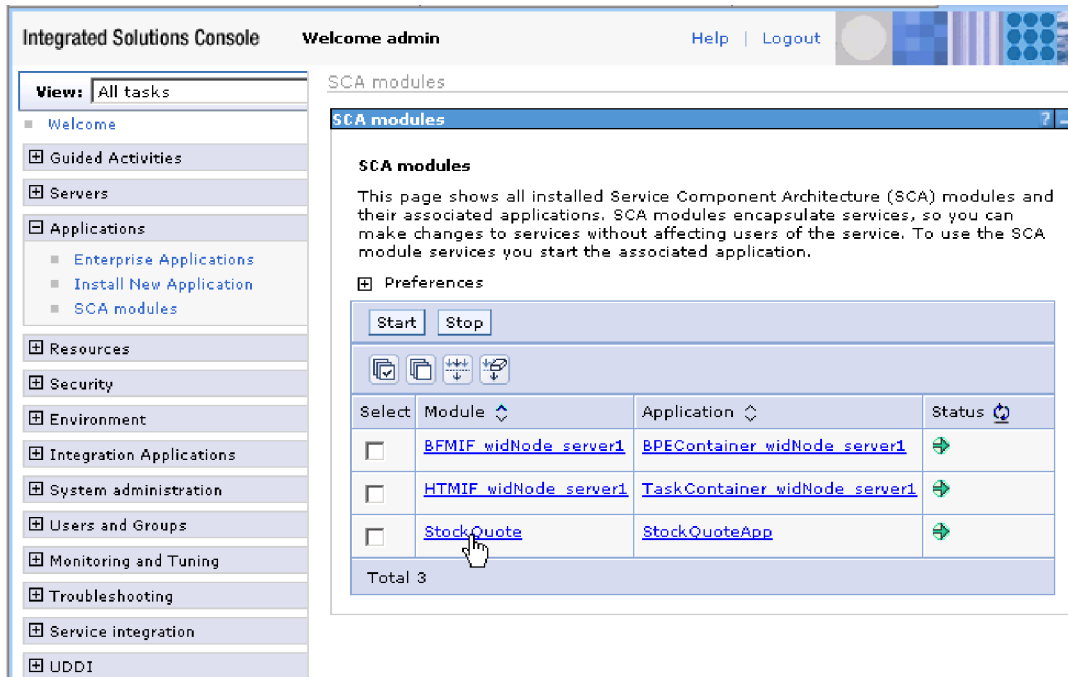 Integrated Solutions Console Welcome admin Help | Logout
View: All tasks
Welcome
Guided Activities
Servers
Applications
Enterprise Applications
Install New Application
SCA modules
Resources
Security
Environment
Integration Applications
System administration
Users and Groups
Monitoring and Tuning
Troubleshooting
Service integration
UDDI
SCA modules
SCA modules ? _
SCA modules
This page shows all installed Service Component Architecture (SCA) modules and
their associated applications. SCA modules encapsulate services, so you can
make changes to services without affecting users of the service. To use the SCA
module services you start the associated application.
Preferences
Start Stop
Select Module Application Status
BFMIF_widNode_server1 BPEContainer_widNode_server1
HTMIF_widNode_server1 TaskContainer_widNode_server1
StockQuote StockQuoteApp
Total 3